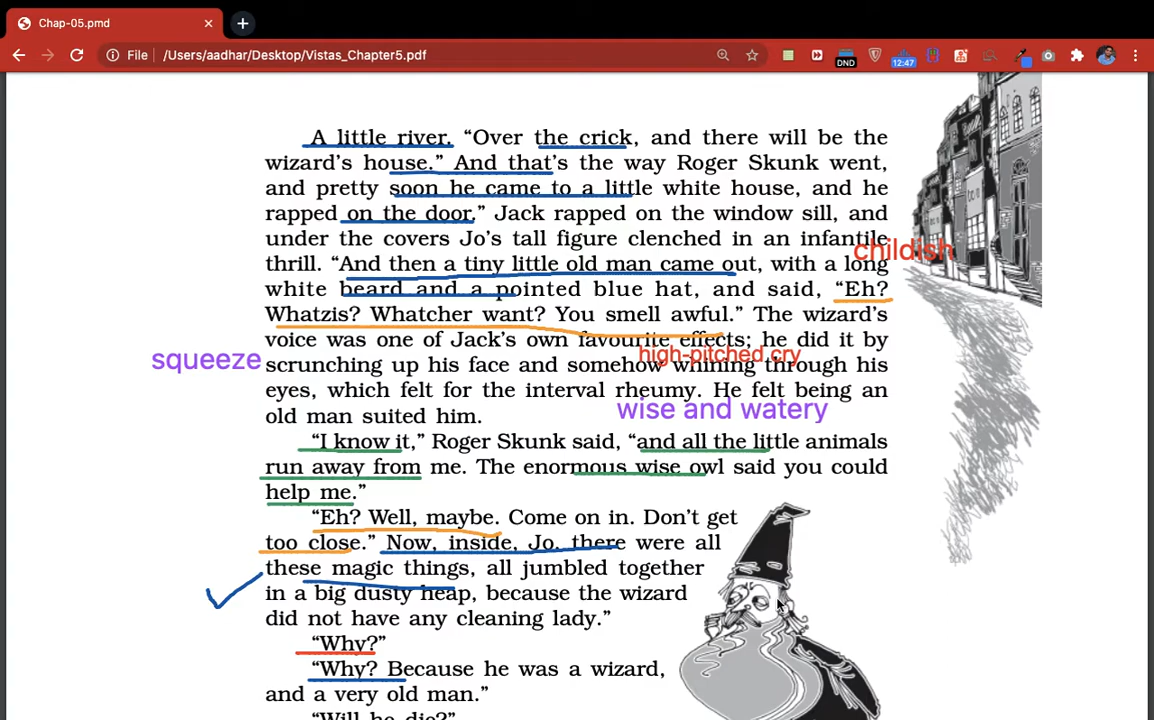 Chap-05.pmd
File /Users/aadhar/Desktop/Vistas_Chapter5.pdf
DND
12:47
A little river. “Over the crick, and there will be the
wizard’s house.” And that’s the way Roger Skunk went,
and pretty soon he came to a little white house, and he
rapped on the door.” Jack rapped on the window sill, and
under the covers Jo’s tall figure clenched in an infantile
childish
thrill. “And then a tiny little old man came out, with a long
white beard and a pointed blue hat, and said, “Eh?
Whatzis? Whatcher want? You smell awful.” The wizard’s
voice was one of Jack’s own favourite effects; he did it by
high-pitched cry
squeeze
scrunching up his face and somehow whining through his
eyes, which felt for the interval rheumy. He felt being an
wise and watery
old man suited him.
“I know it,” Roger Skunk said, “and all the little animals
run away from me. The enormous wise owl said you could
help me.”
“Eh? Well, maybe. Come on in. Don’t get
too close.” Now, inside, Jo, there were all
these magic things, all jumbled together
in a big dusty heap, because the wizard
did not have any cleaning lady.”
“Why?”
“Why? Because he was a wizard,
and a very old man.”
“Will he die?”